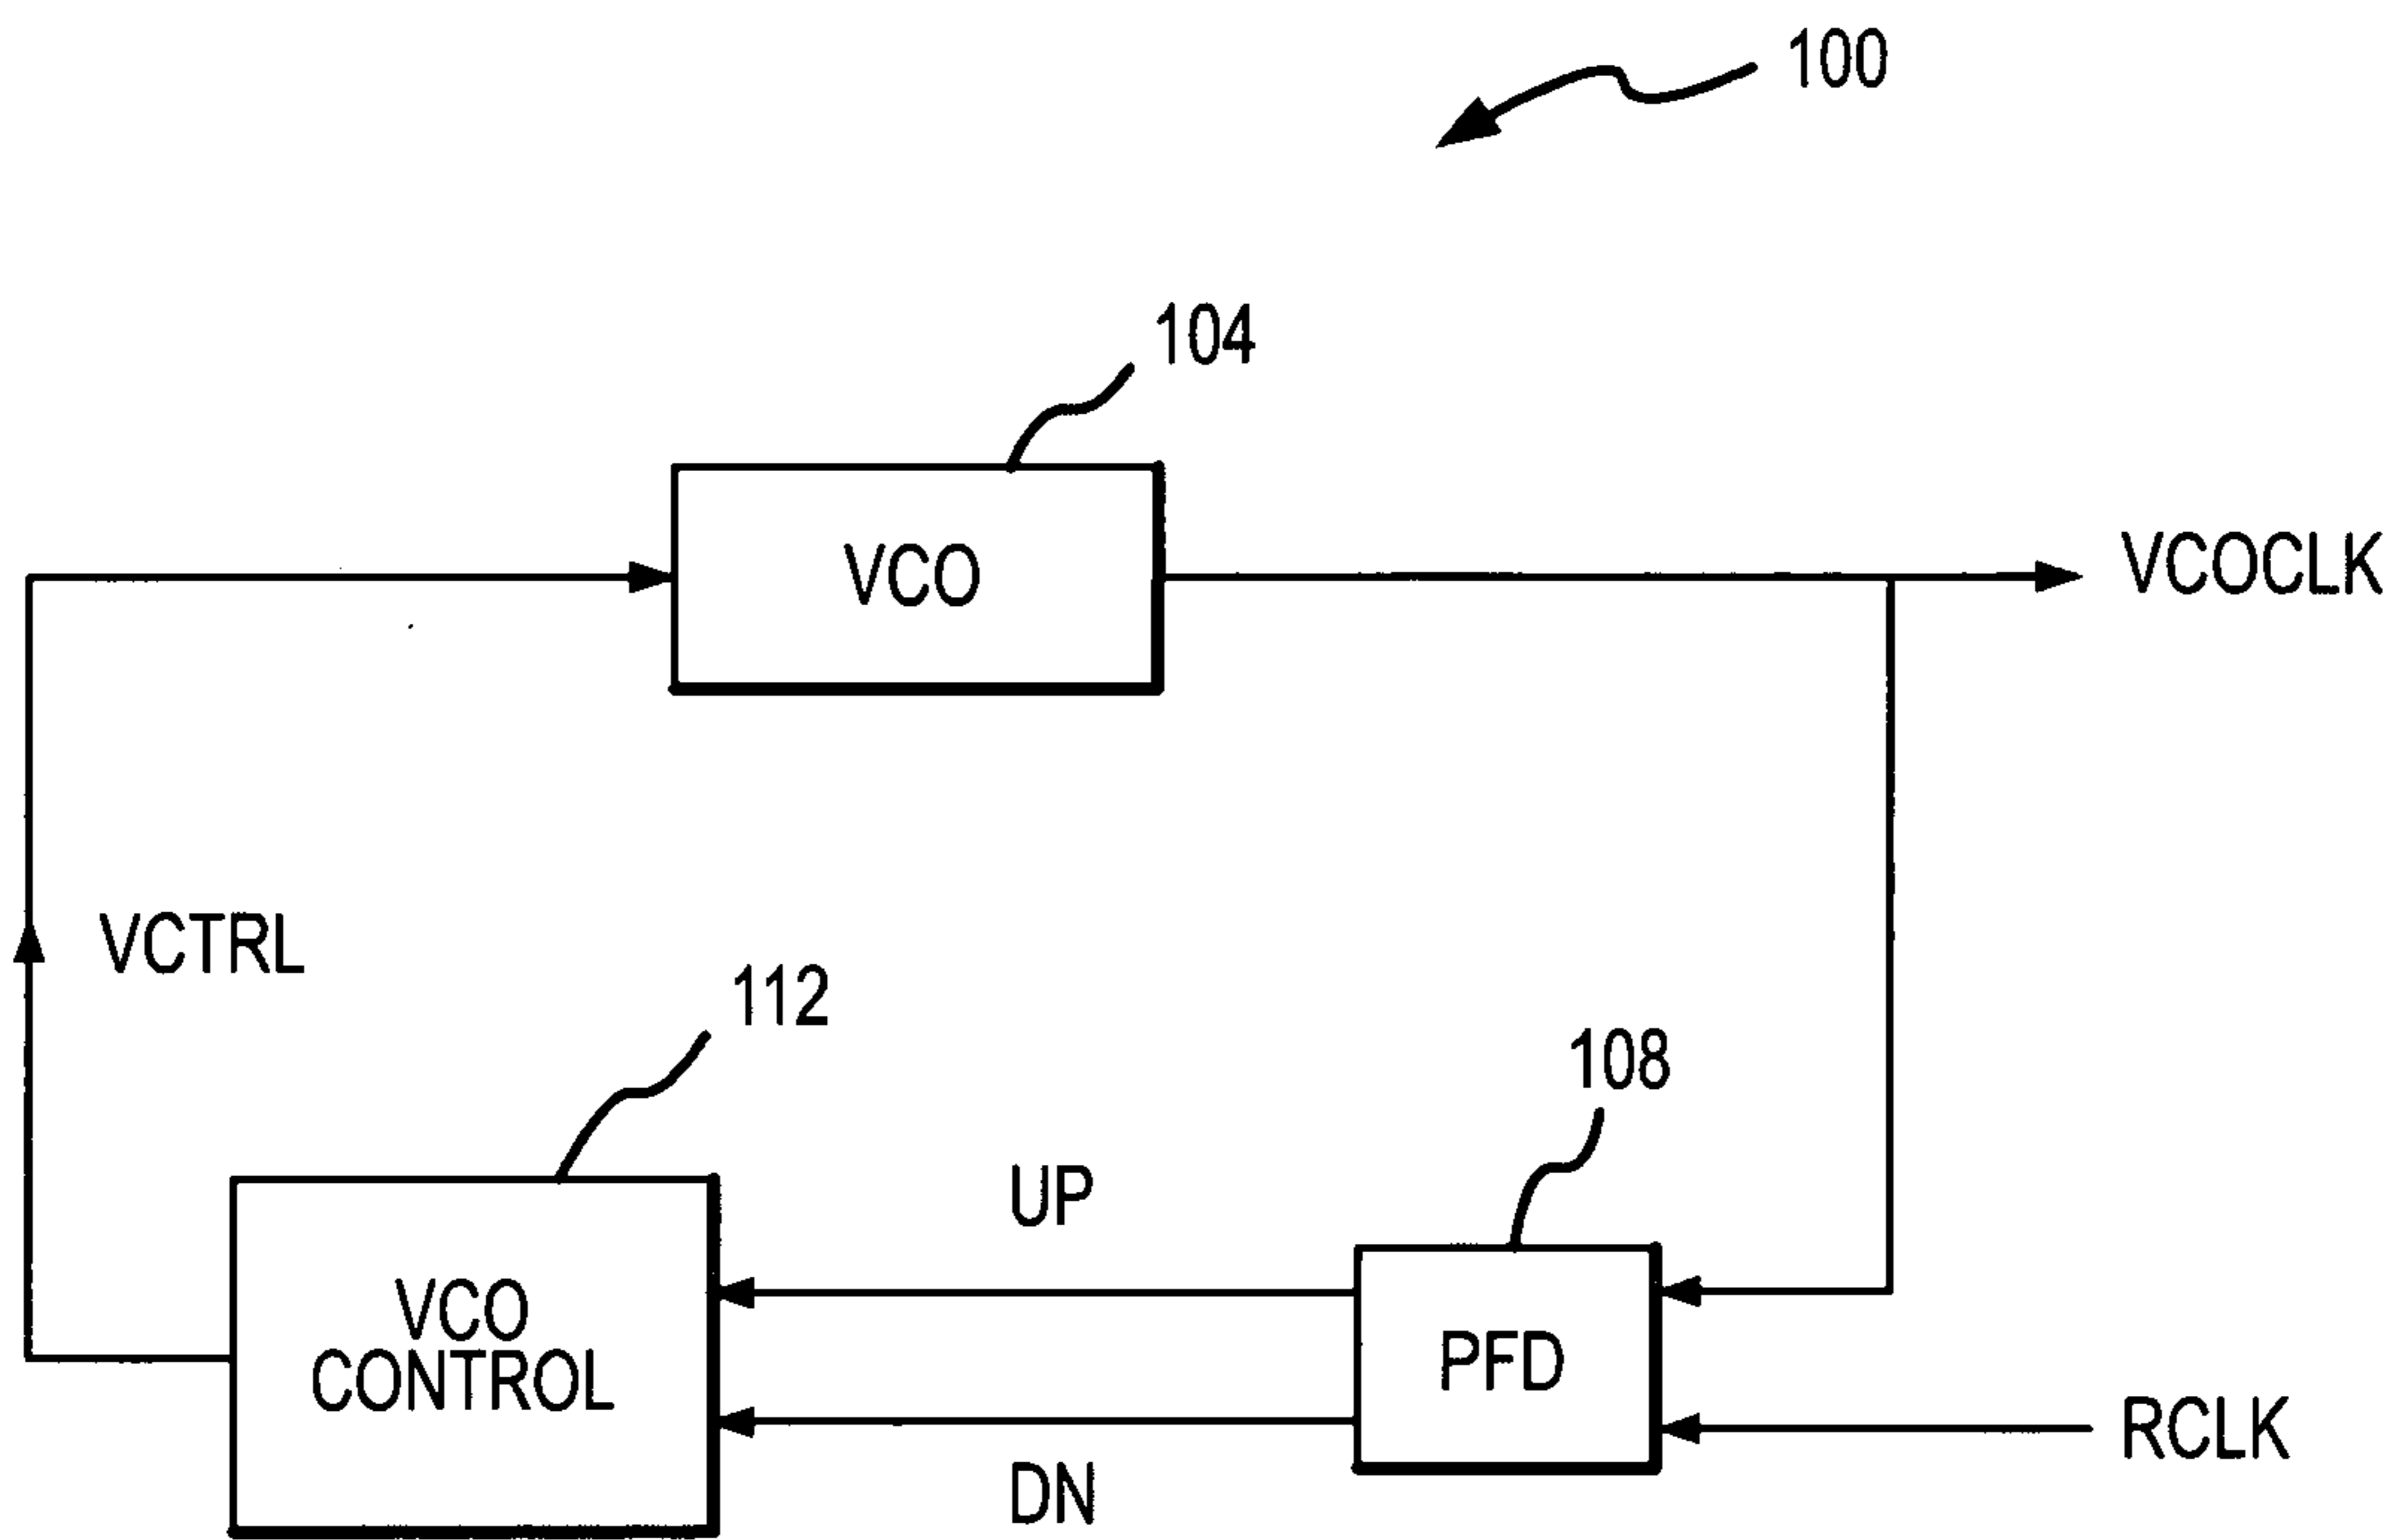 100
104
VCO
VCOCLK
VCTRL
112
108
UP
VCO
CONTROL
PFD
RCLK
DN